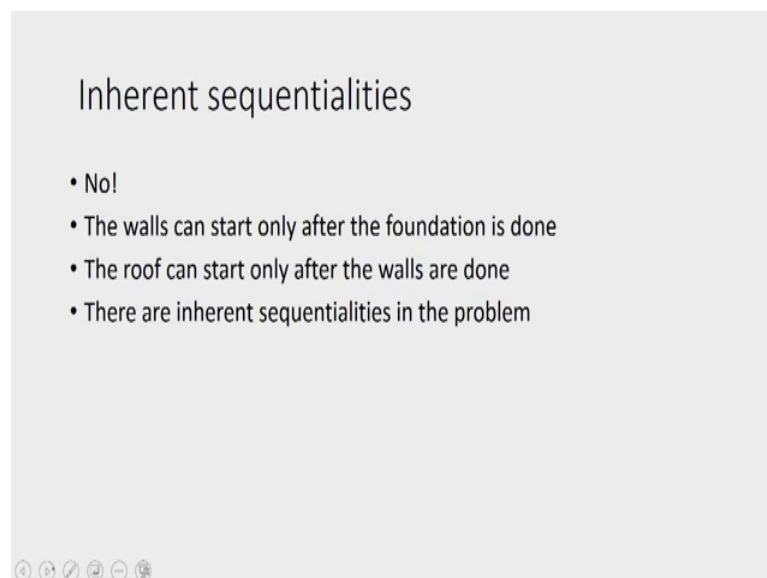 Inherent sequentialities
• No!
• The walls can start only after the foundation is done
• The roof can start only after the walls are done
• There are inherent sequentialities in the problem